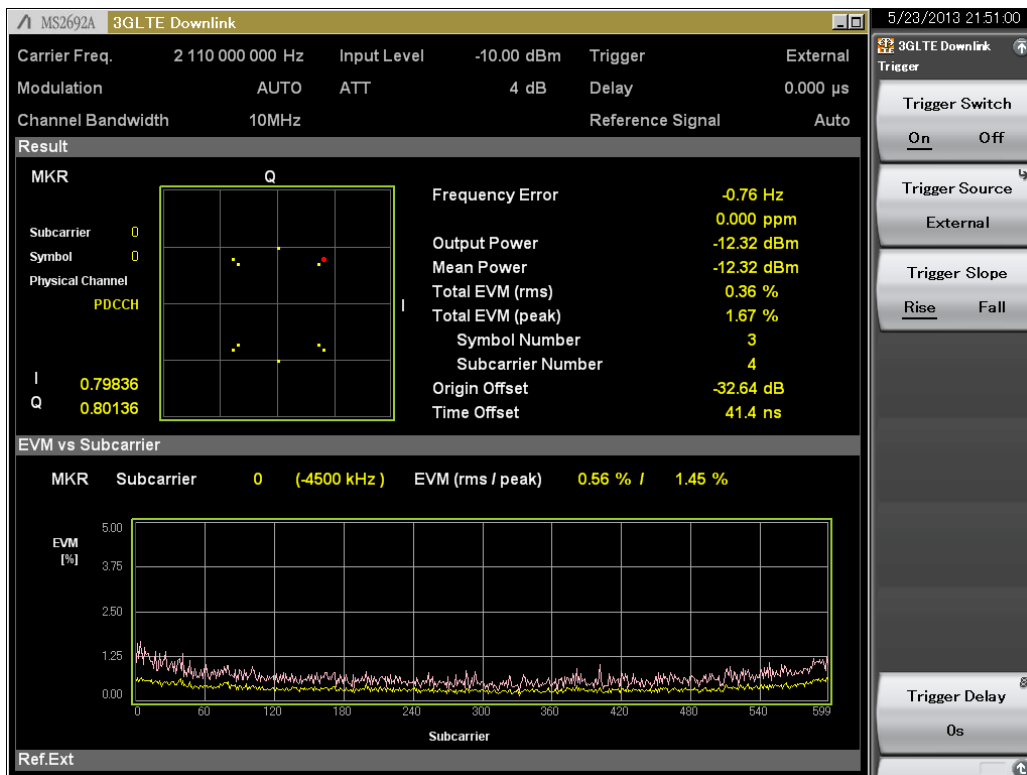 MS2692A 3GLTE Downlink
Carrier Freq. 2 110 000 000 Hz Input Level -10.00 dBm Trigger External
Modulation AUTO ATT 4 dB Delay 0.000 µs
Channel Bandwidth 10MHz Reference Signal Auto
Result
MKR Q
Subcarrier 0
Symbol 0
Physical Channel
PDCCH
I
I 0.79836
Q 0.80136
Frequency Error -0.76 Hz
0.000 ppm
Output Power -12.32 dBm
Mean Power -12.32 dBm
Total EVM (rms) 0.36 %
Total EVM (peak) 1.67 %
Symbol Number 3
Subcarrier Number 4
Origin Offset -32.64 dB
Time Offset 41.4 ns
EVM vs Subcarrier
MKR Subcarrier 0 (-4500 kHz ) EVM (rms / peak) 0.56 % / 1.45 %
EVM
[%]
5.00
3.75
2.50
1.25
0.00
0 60 120 180 240 300 360 420 480 540 599
Subcarrier
Ref.Ext
5/23/2013 21:51:00
3GLTE Downlink
Trigger
Trigger Switch
On Off
Trigger Source
External
Trigger Slope
Rise Fall
Trigger Delay
0s